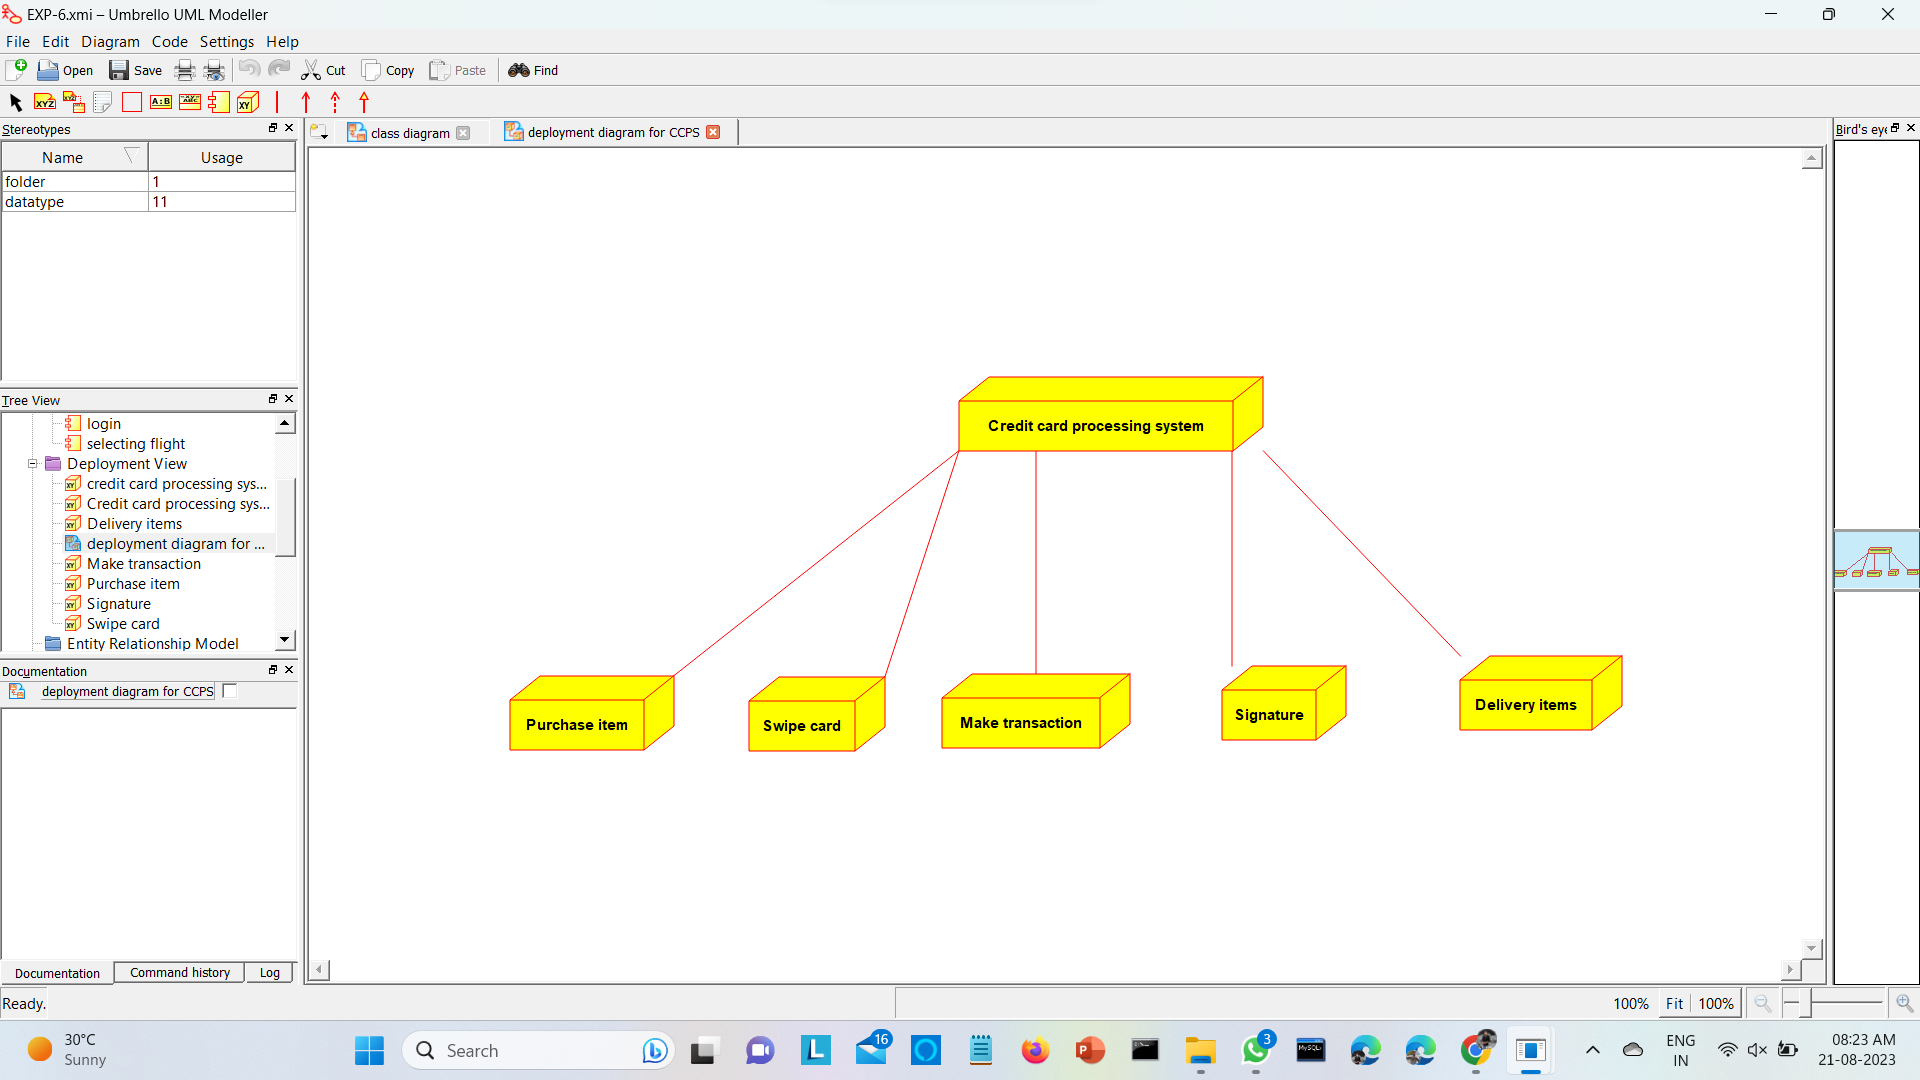 EXP-6.xmi – Umbrello UML Modeller
File Edit Diagram Code Settings Help
Open Save Cut Copy Paste Find
XYZ A:B XY
Stereotypes
Name Usage
folder 1
datatype 11
Tree View
login
selecting flight
Deployment View
credit card processing sys...
Credit card processing sys...
Delivery items
deployment diagram for ...
Make transaction
Purchase item
Signature
Swipe card
Entity Relationship Model
Documentation
deployment diagram for CCPS
Documentation Command history Log
class diagram deployment diagram for CCPS
Credit card processing system
Purchase item
Swipe card
Make transaction
Signature
Delivery items
Bird's eye
Ready.
100% Fit 100%
30°C
Sunny
Search
16
3
ENG
IN
08:23 AM
21-08-2023